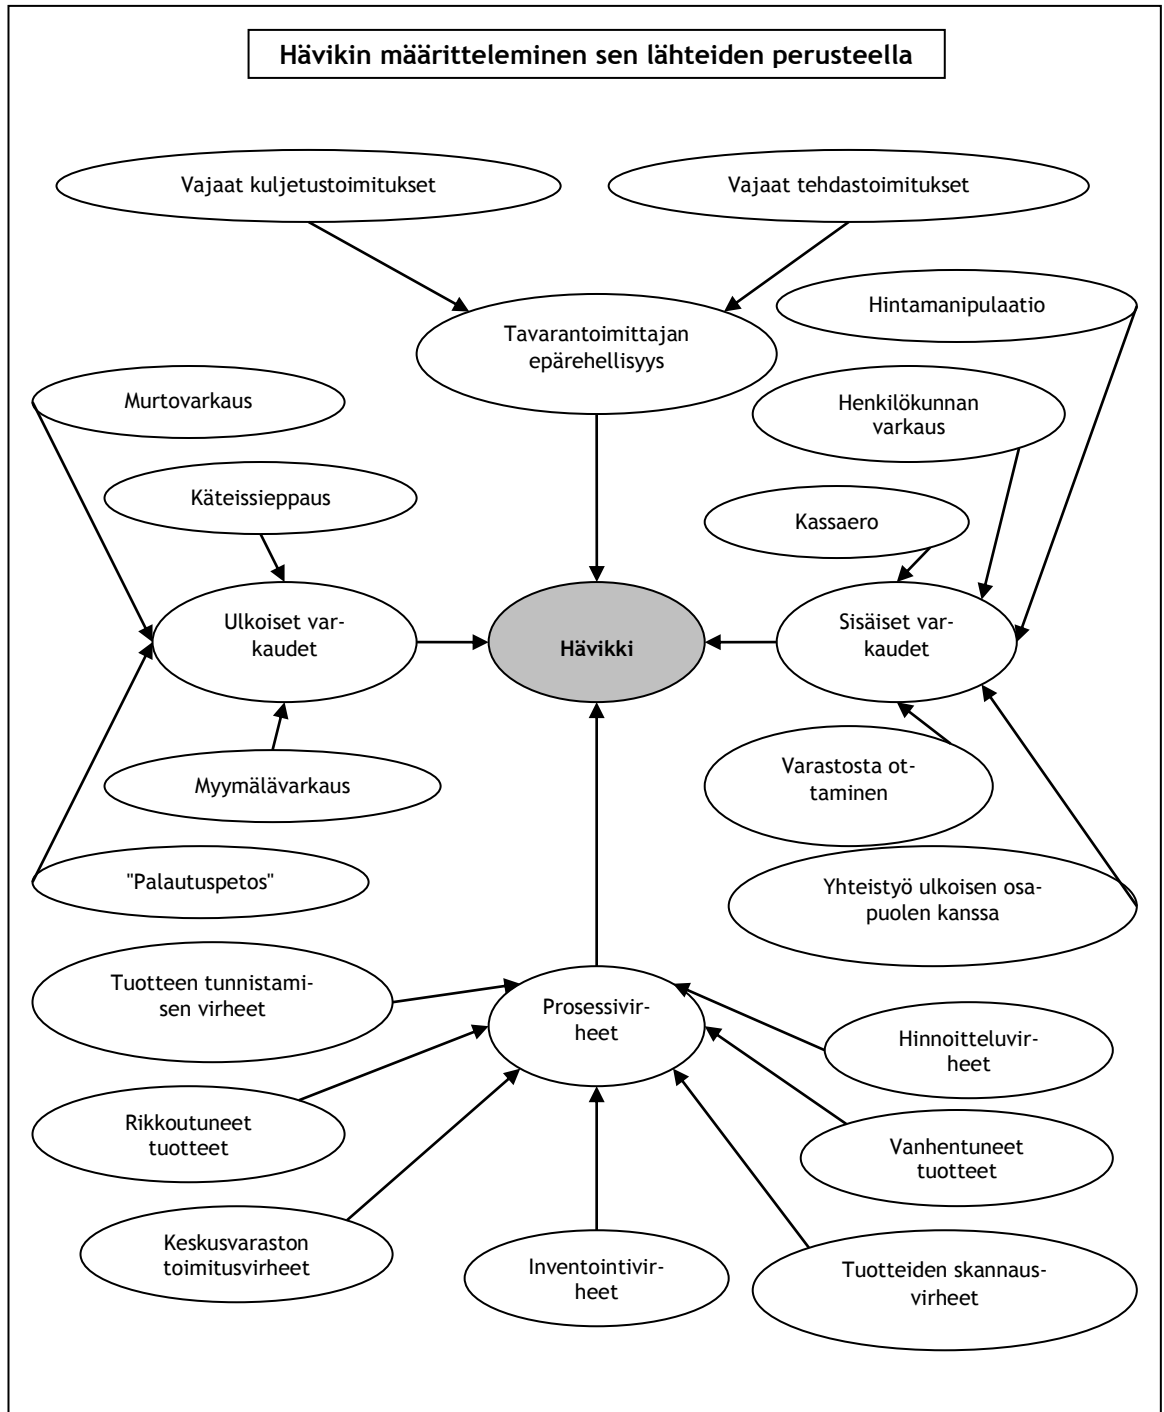 Hävikin määritteleminen sen lähteiden perusteella
Vajaat kuljetustoimitukset
Vajaat tehdastoimitukset
Hintamanipulaatio
Tavarantoimittajan
epärehellisyys
Murtovarkaus
Henkilökunnan
varkaus
Käteissieppaus
Kassaero
Ulkoiset var-
kaudet
Hävikki
Sisäiset var-
kaudet
Myymälävarkaus
Varastosta ot-
taminen
"Palautuspetos"
Yhteistyö ulkoisen osa-
puolen kanssa
Tuotteen tunnistami-
sen virheet
Prosessivir-
heet
Hinnoitteluvir-
heet
Rikkoutuneet
tuotteet
Vanhentuneet
tuotteet
Keskusvaraston
toimitusvirheet
Inventointivir-
heet
Tuotteiden skannaus-
virheet